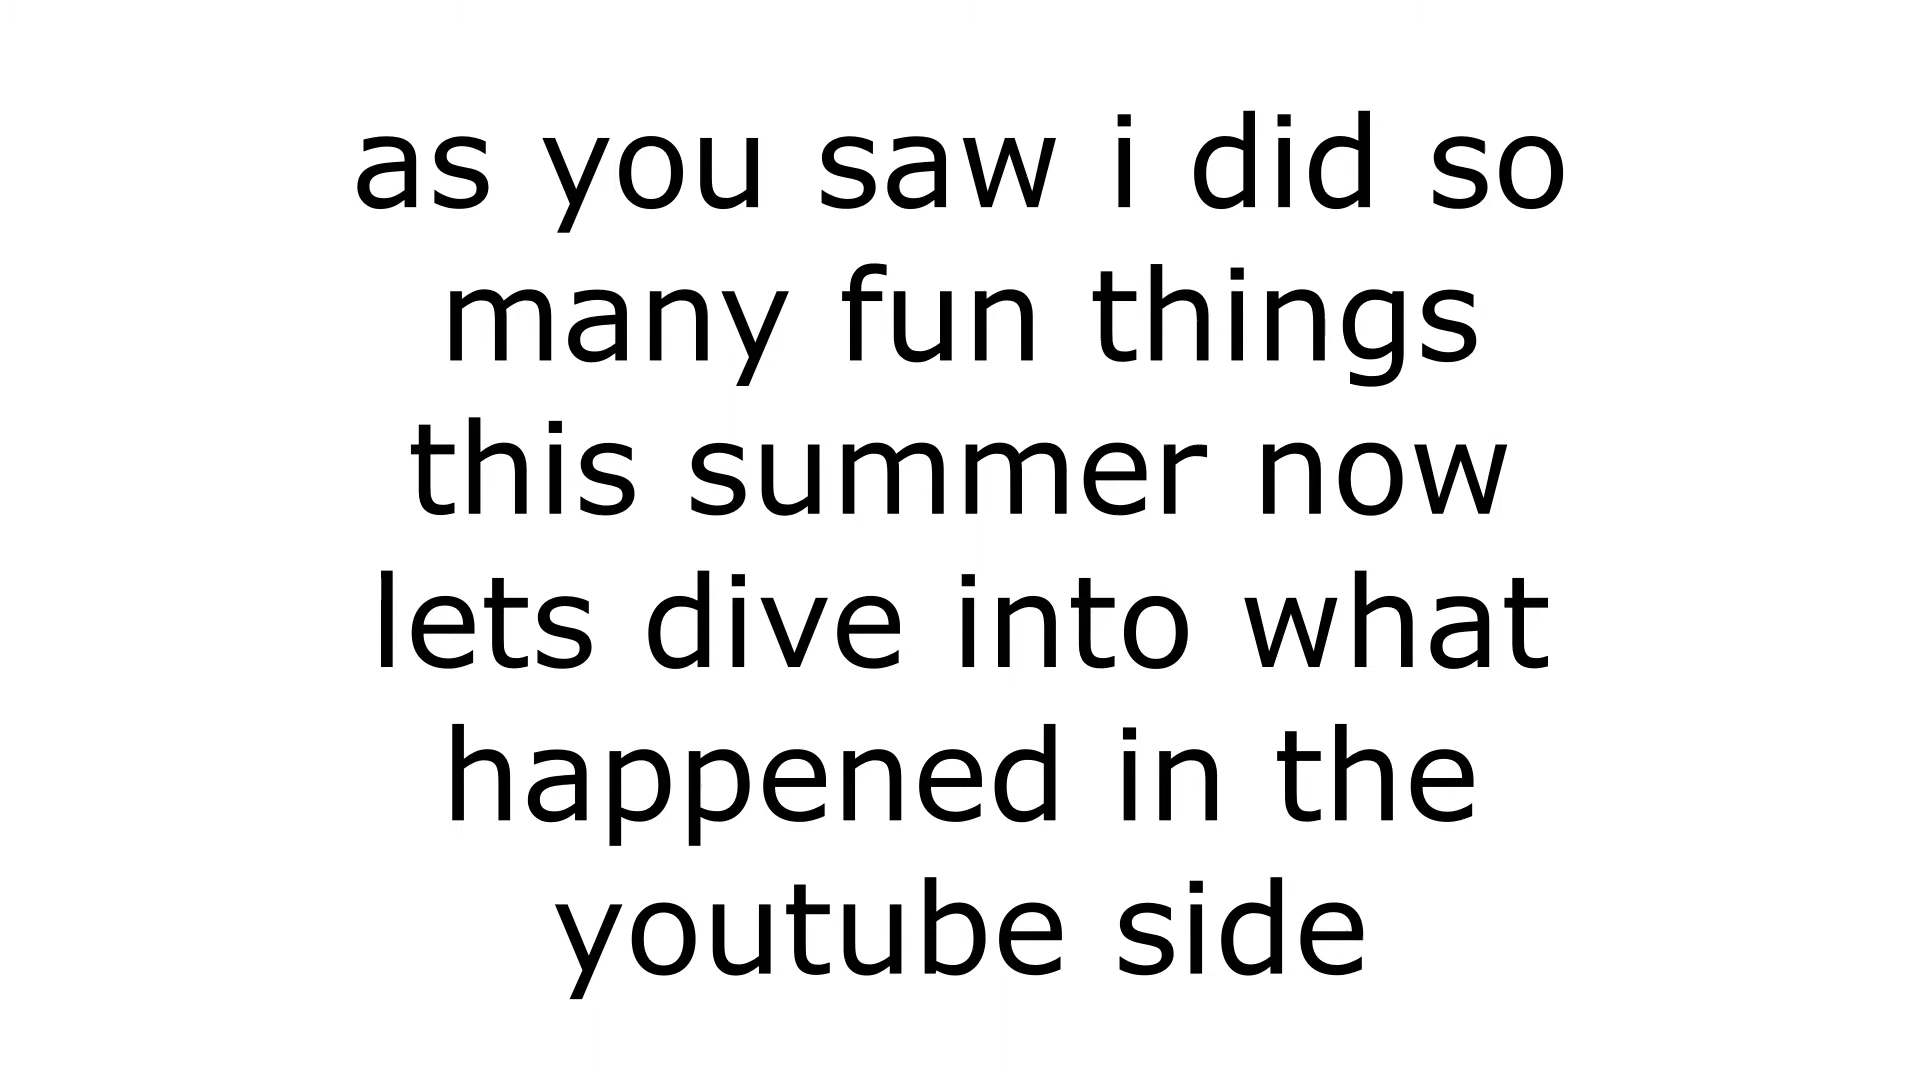 as you saw i did so
many fun things
this summer now
lets dive into what
happened in the
youtube side